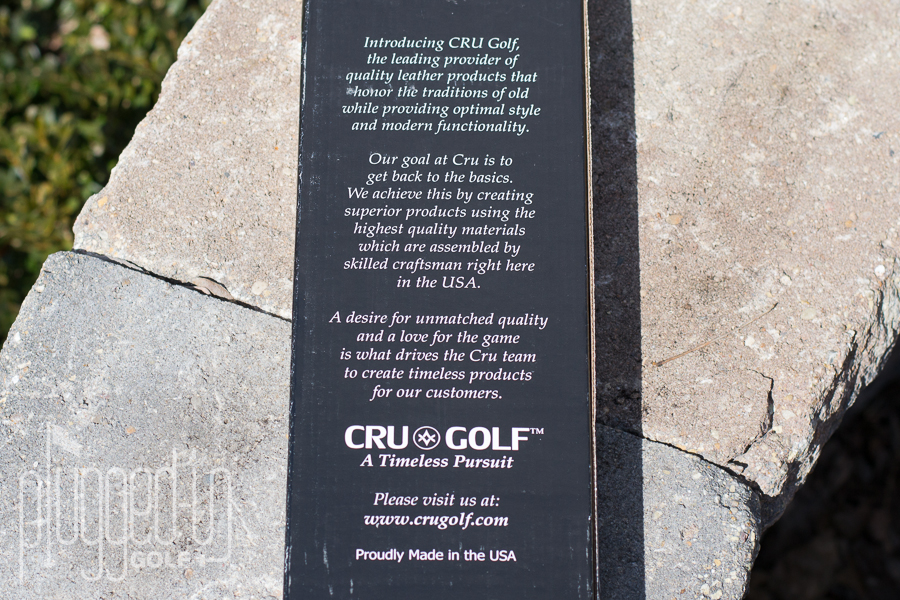 Introducing CRU Golf,
the leading provider of
quality leather products that
honor the traditions of old
while providing optimal style
and modern functionality.
Our goal at Cru is to
get back to the basics.
We achieve this by creating
superior products using the
highest quality materials
which are assembled by
skilled craftsman right here
in the USA.
A desire for unmatched quality
and a love for the game
is what drives the Cru team
to create timeless products
for our customers.
CRU GOLF™
A Timeless Pursuit
Please visit us at:
www.crugolf.com
Proudly Made in the USA
pluggedin
GOLF